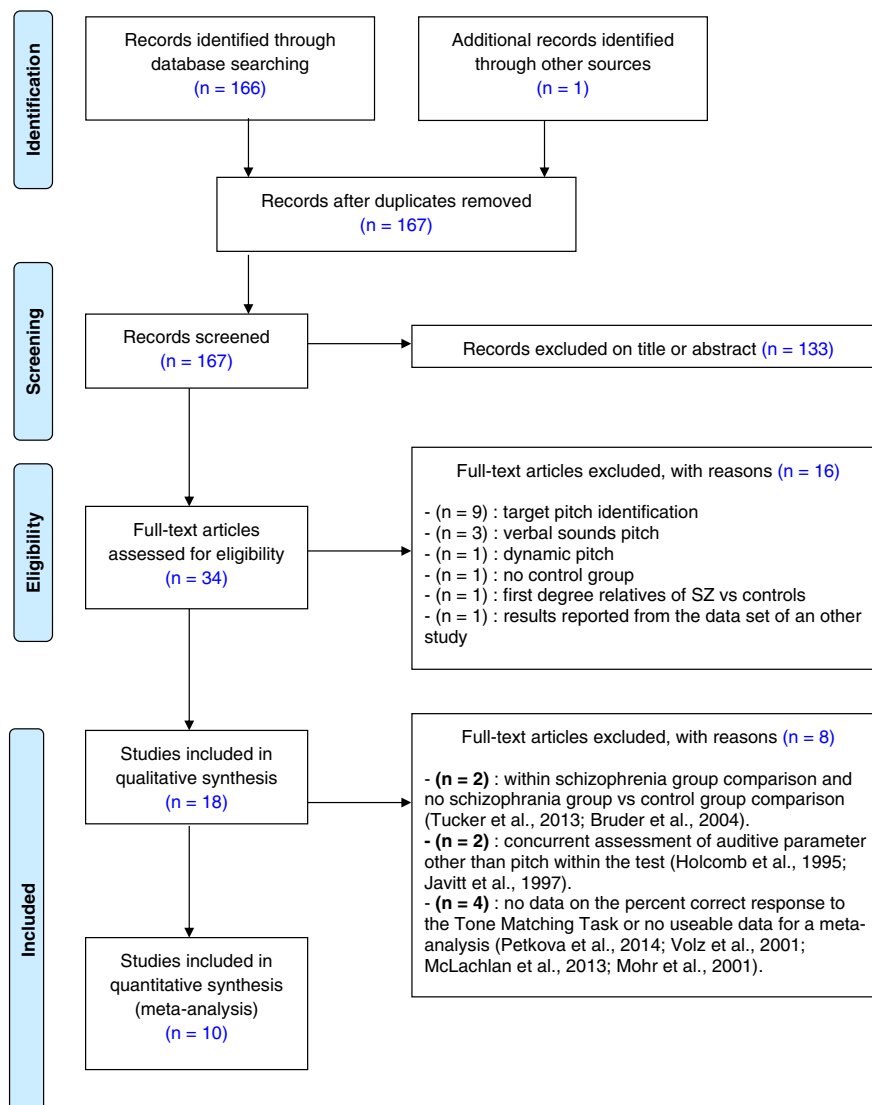 Identification
Records identified through
database searching
(n = 166)
Additional records identified
through other sources
(n = 1)
Records after duplicates removed
(n = 167)
Screening
Records screened
(n = 167)
Records excluded on title or abstract (n = 133)
Eligibility
Full-text articles
assessed for eligibility
(n = 34)
Full-text articles excluded, with reasons (n = 16)
- (n = 9) : target pitch identification
- (n = 3) : verbal sounds pitch
- (n = 1) : dynamic pitch
- (n = 1) : no control group
- (n = 1) : first degree relatives of SZ vs controls
- (n = 1) : results reported from the data set of an other
study
Included
Studies included in
qualitative synthesis
(n = 18)
Full-text articles excluded, with reasons (n = 8)
- (n = 2) : within schizophrenia group comparison and
no schizophrania group vs control group comparison
(Tucker et al., 2013; Bruder et al., 2004).
- (n = 2) : concurrent assessment of auditive parameter
other than pitch within the test (Holcomb et al., 1995;
Javitt et al., 1997).
- (n = 4) : no data on the percent correct response to
the Tone Matching Task or no useable data for a meta-
analysis (Petkova et al., 2014; Volz et al., 2001;
McLachlan et al., 2013; Mohr et al., 2001).
Studies included in
quantitative synthesis
(meta-analysis)
(n = 10)